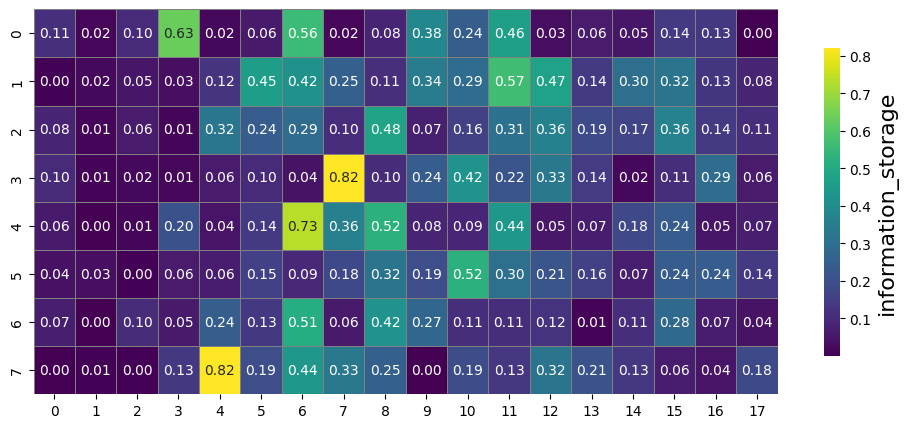 0 0.11 0.02 0.10 0.63 0.02 0.06 0.56 0.02 0.08 0.38 0.24 0.46 0.03 0.06 0.05 0.14 0.13 0.00
1 0.00 0.02 0.05 0.03 0.12 0.45 0.42 0.25 0.11 0.34 0.29 0.57 0.47 0.14 0.30 0.32 0.13 0.08
2 0.08 0.01 0.06 0.01 0.32 0.24 0.29 0.10 0.48 0.07 0.16 0.31 0.36 0.19 0.17 0.36 0.14 0.11
3 0.10 0.01 0.02 0.01 0.06 0.10 0.04 0.82 0.10 0.24 0.42 0.22 0.33 0.14 0.02 0.11 0.29 0.06
4 0.06 0.00 0.01 0.20 0.04 0.14 0.73 0.36 0.52 0.08 0.09 0.44 0.05 0.07 0.18 0.24 0.05 0.07
5 0.04 0.03 0.00 0.06 0.06 0.15 0.09 0.18 0.32 0.19 0.52 0.30 0.21 0.16 0.07 0.24 0.24 0.14
6 0.07 0.00 0.10 0.05 0.24 0.13 0.51 0.06 0.42 0.27 0.11 0.11 0.12 0.01 0.11 0.28 0.07 0.04
7 0.00 0.01 0.00 0.13 0.82 0.19 0.44 0.33 0.25 0.00 0.19 0.13 0.32 0.21 0.13 0.06 0.04 0.18
0 1 2 3 4 5 6 7 8 9 10 11 12 13 14 15 16 17
0.8
0.7
0.6
0.5
0.4
0.3
0.2
0.1
information_storage